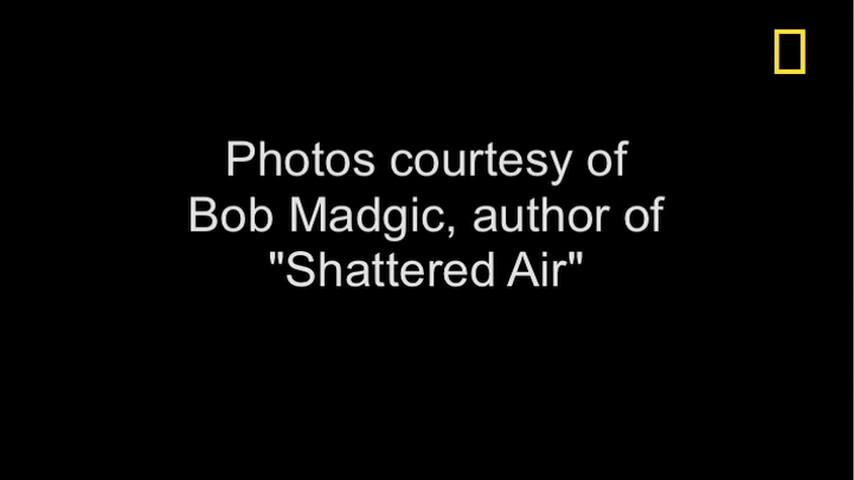 Photos courtesy of
Bob Madgic, author of
"Shattered Air"